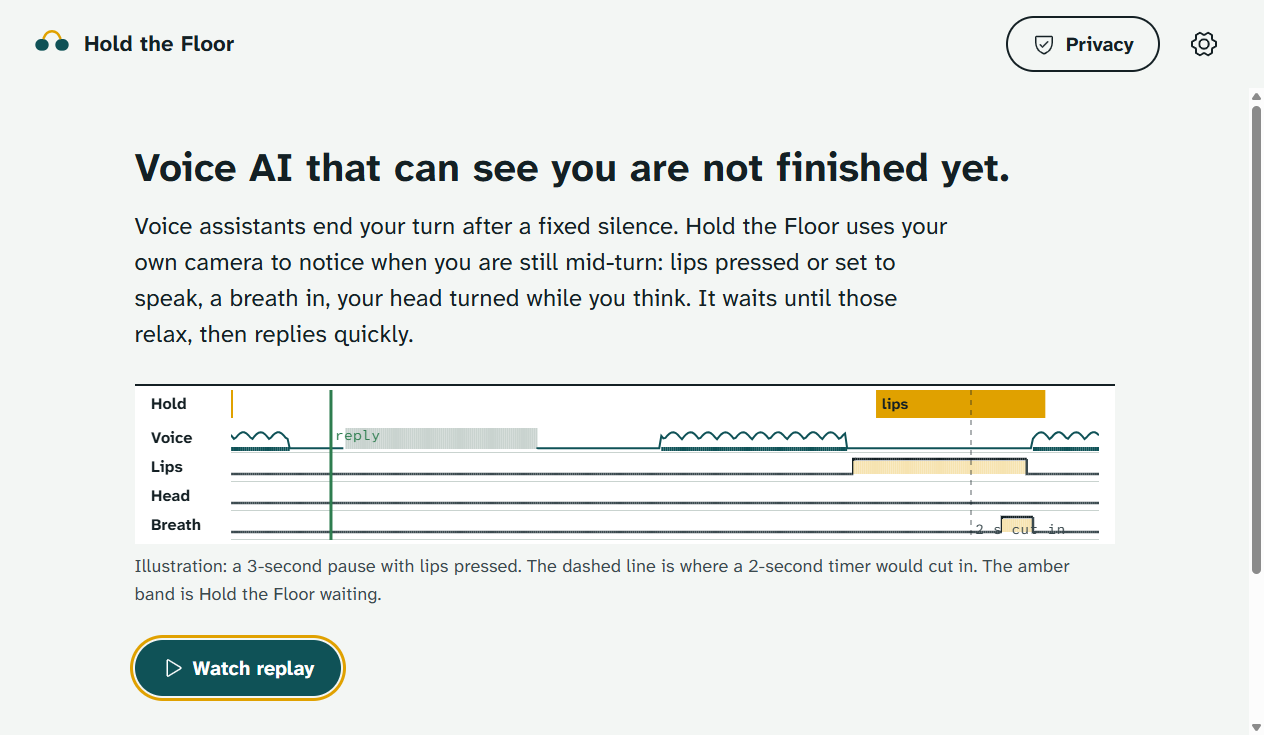 Hold the Floor
Privacy
Voice AI that can see you are not finished yet.
Voice assistants end your turn after a fixed silence. Hold the Floor uses your
own camera to notice when you are still mid-turn: lips pressed or set to
speak, a breath in, your head turned while you think. It waits until those
relax, then replies quickly.
Hold
lips
Voice
reply
Lips
Head
Breath
2 s cut in
Illustration: a 3-second pause with lips pressed. The dashed line is where a 2-second timer would cut in. The amber
band is Hold the Floor waiting.
Watch replay